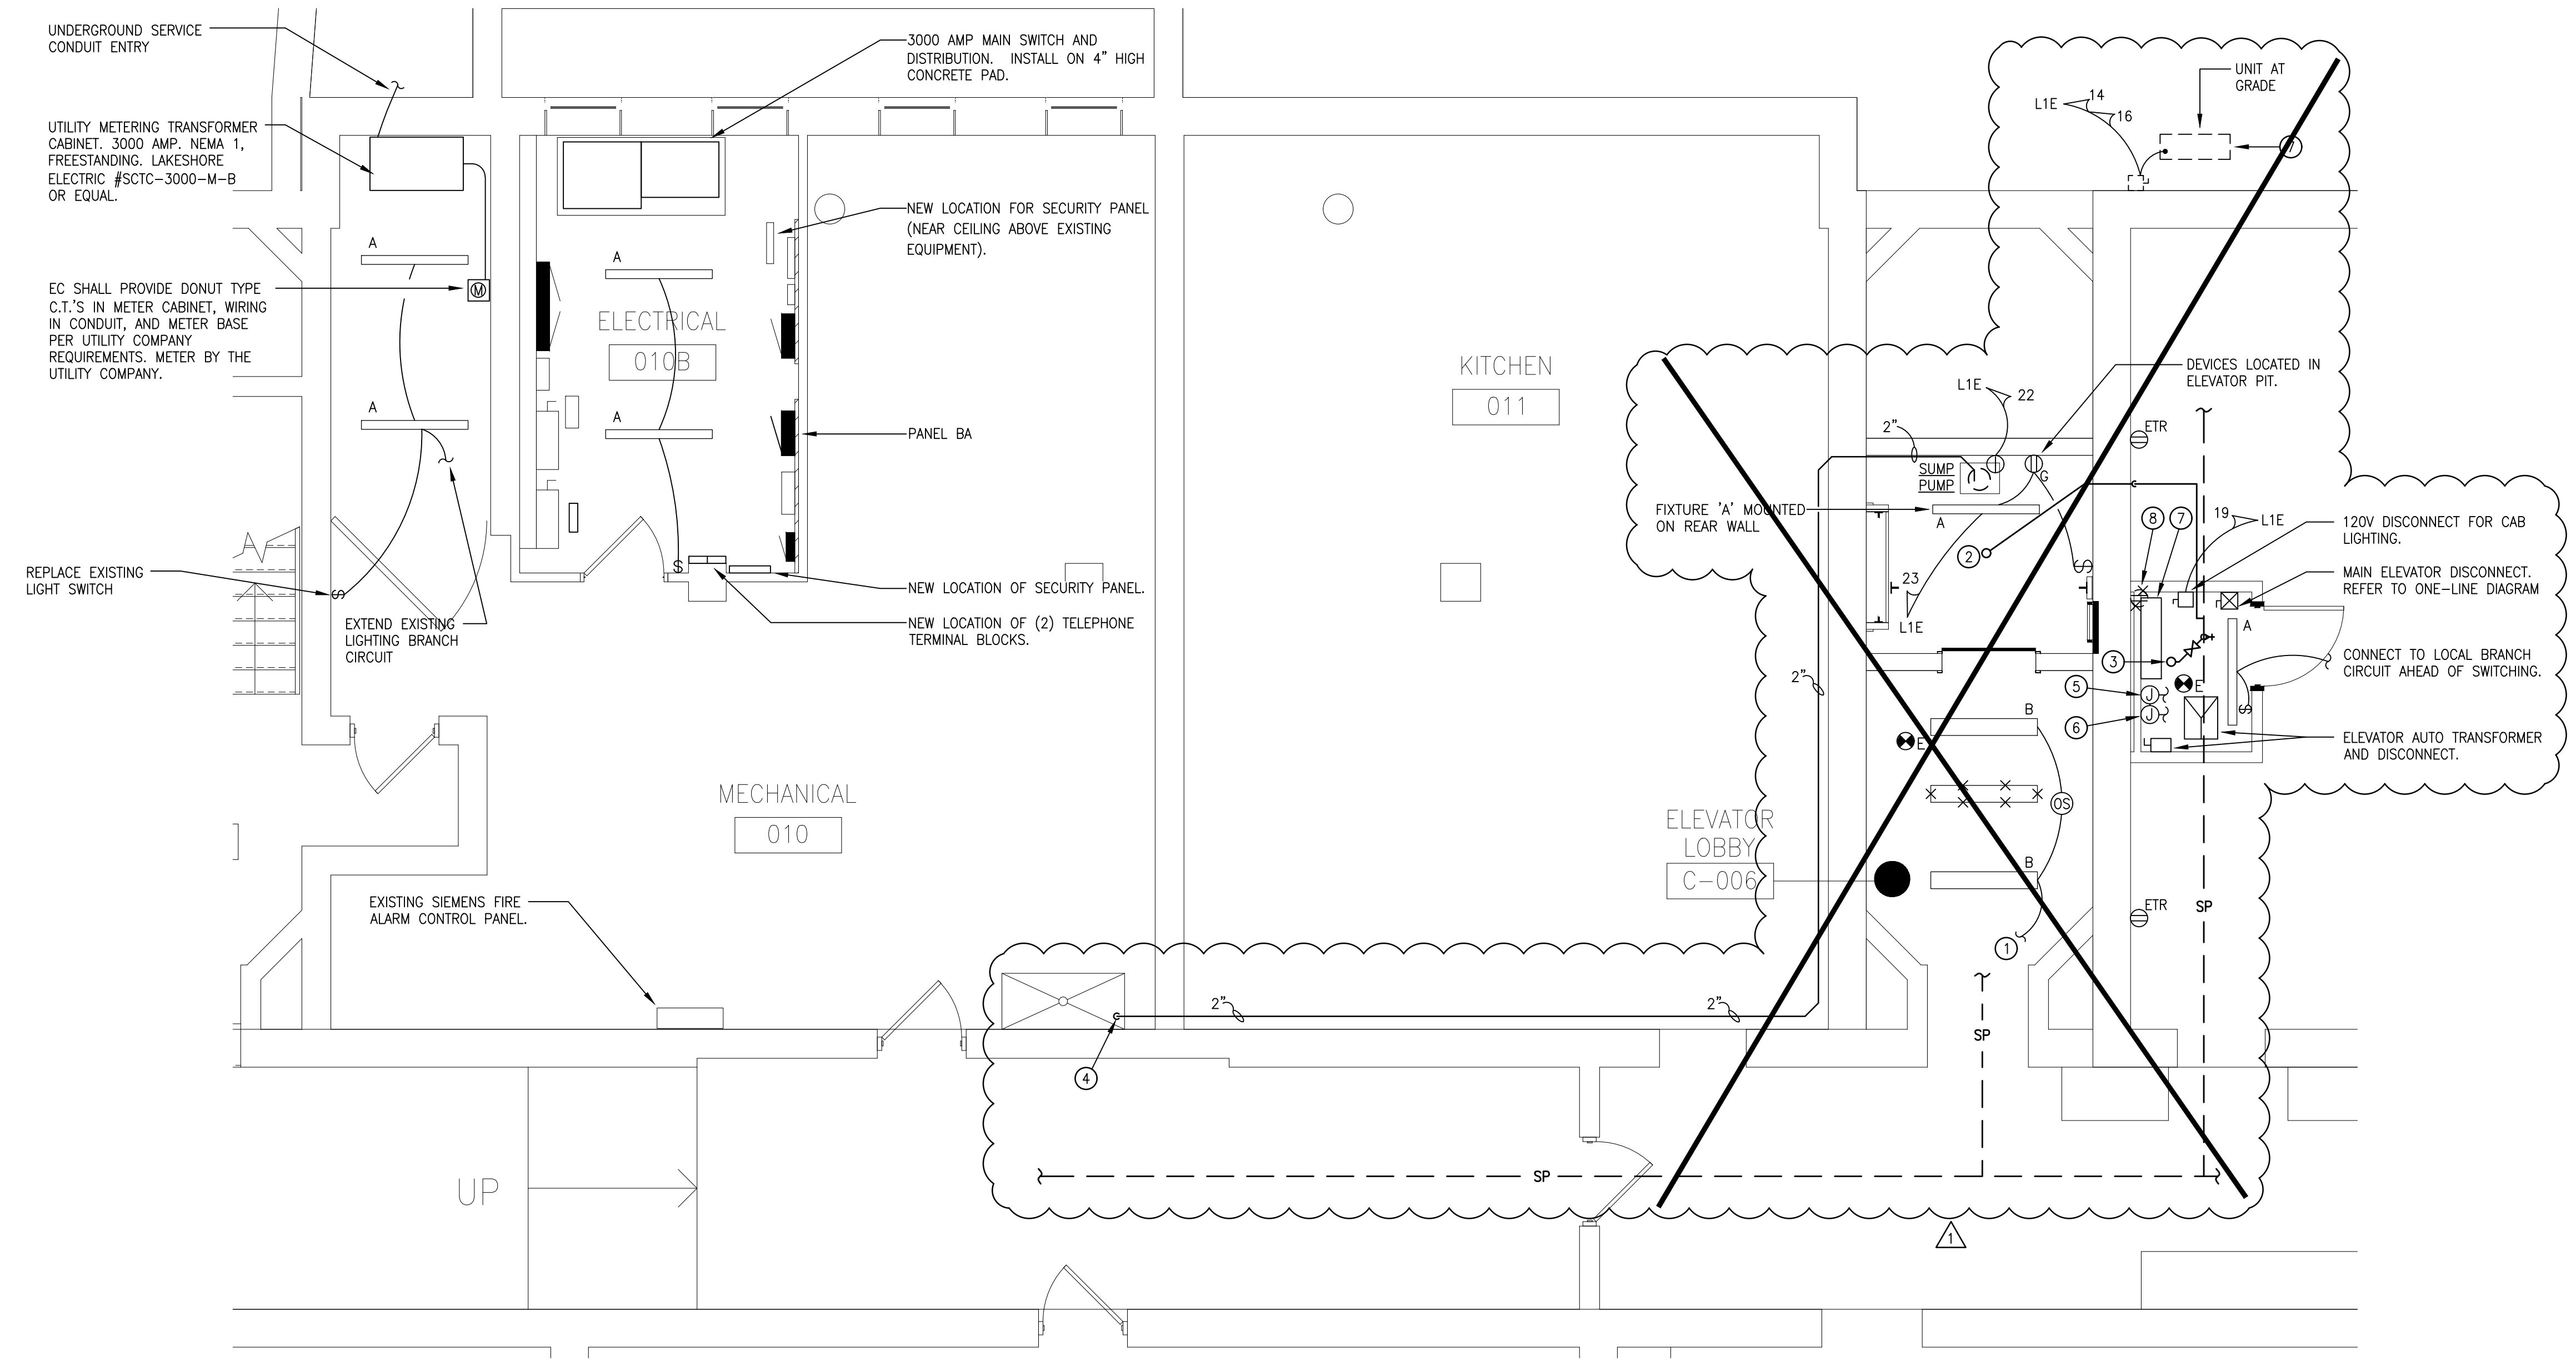 UNDERGROUND SERVICE
CONDUIT ENTRY
3000 AMP MAIN SWITCH AND
DISTRIBUTION. INSTALL ON 4" HIGH
CONCRETE PAD.
UNIT AT
GRADE
L1E
14
16
7
UTILITY METERING TRANSFORMER
CABINET. 3000 AMP. NEMA 1,
FREESTANDING. LAKESHORE
ELECTRIC #SCTC-3000-M-B
OR EQUAL.
NEW LOCATION FOR SECURITY PANEL
(NEAR CEILING ABOVE EXISTING
EQUIPMENT).
A
A
EC SHALL PROVIDE DONUT TYPE
C.T.'S IN METER CABINET, WIRING
IN CONDUIT, AND METER BASE
PER UTILITY COMPANY
REQUIREMENTS. METER BY THE
UTILITY COMPANY.
M
ELECTRICAL
010B
KITCHEN
011
DEVICES LOCATED IN
ELEVATOR PIT.
L1E
22
A
A
PANEL BA
2"
ETR
SUMP
PUMP
G
FIXTURE 'A' MOUNTED
ON REAR WALL
A
8
7
19
L1E
120V DISCONNECT FOR CAB
LIGHTING.
2
REPLACE EXISTING
LIGHT SWITCH
S
S
S
NEW LOCATION OF SECURITY PANEL.
23
L1E
MAIN ELEVATOR DISCONNECT.
REFER TO ONE-LINE DIAGRAM
A
EXTEND EXISTING
LIGHTING BRANCH
CIRCUIT
NEW LOCATION OF (2) TELEPHONE
TERMINAL BLOCKS.
3
CONNECT TO LOCAL BRANCH
CIRCUIT AHEAD OF SWITCHING.
2"
5
J
E
6
J
S
B
E
ELEVATOR AUTO TRANSFORMER
AND DISCONNECT.
MECHANICAL
010
OS
ELEVATOR
LOBBY
C-006
B
EXISTING SIEMENS FIRE
ALARM CONTROL PANEL.
ETR
SP
1
2"
2"
SP
4
UP
SP
1